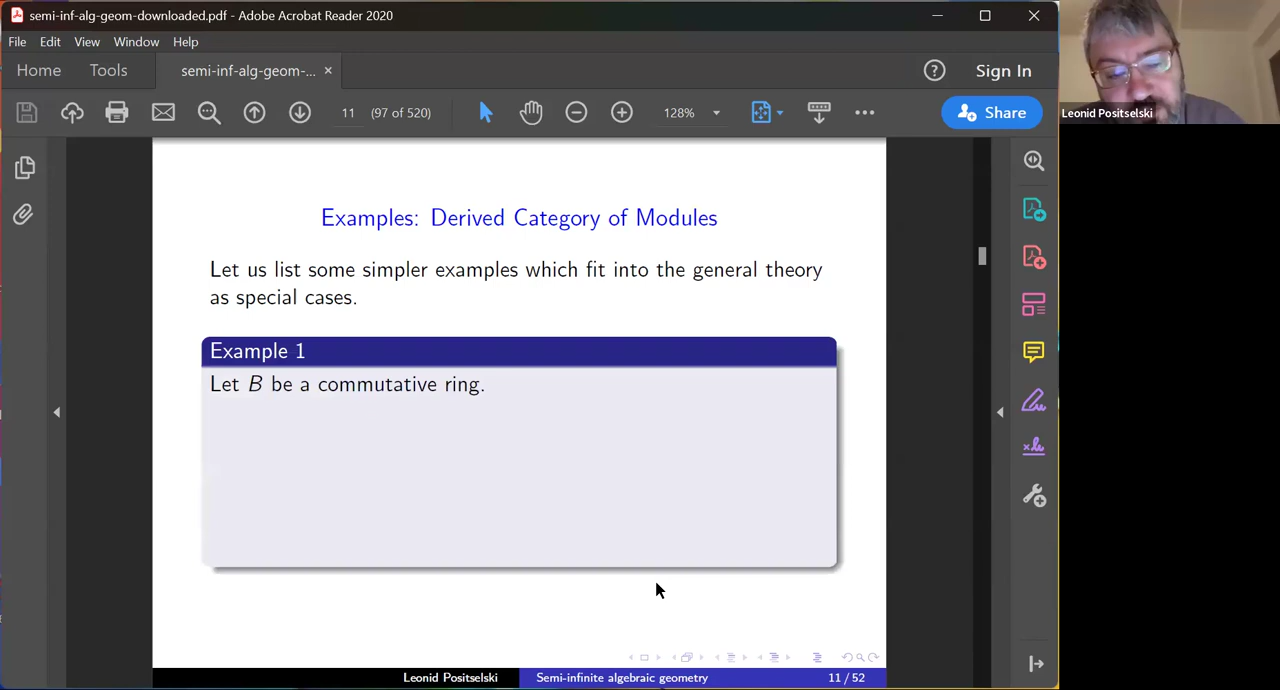 semi-inf-alg-geom-downloaded.pdf - Adobe Acrobat Reader 2020
File Edit View Window Help
Home Tools semi-inf-alg-geom-... × Sign In
11 (97 of 520) 128% Share
Leonid Positselski
Examples: Derived Category of Modules
Let us list some simpler examples which fit into the general theory
as special cases.
Example 1
Let B be a commutative ring.
Leonid Positselski Semi-infinite algebraic geometry 11 / 52